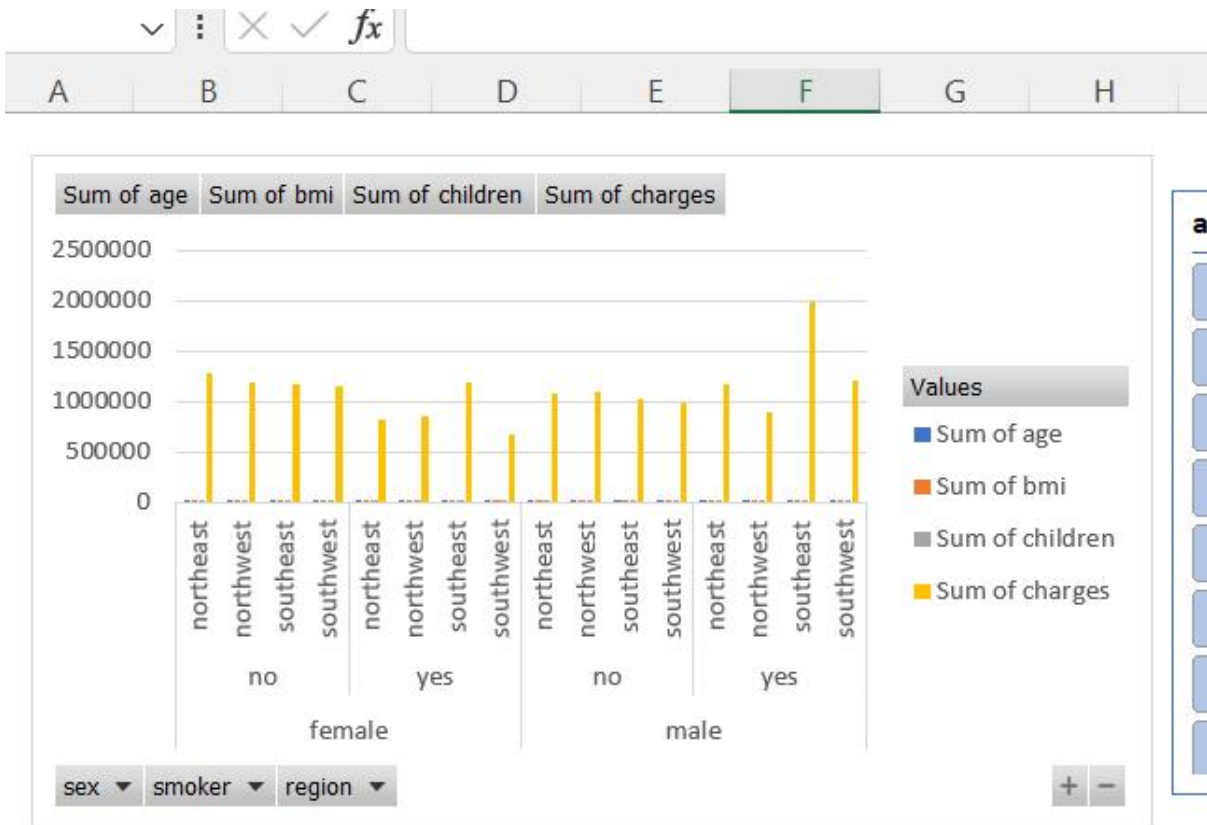 fx
A B C D E F G H
Sum of age Sum of bmi Sum of children Sum of charges
a
2500000
2000000
1500000
1000000
500000
0
Values
Sum of age
Sum of bmi
Sum of children
Sum of charges
northeast northwest southeast southwest northeast northwest southeast southwest northeast northwest southeast southwest northeast northwest southeast southwest
no yes no yes
female male
sex smoker region
+ −